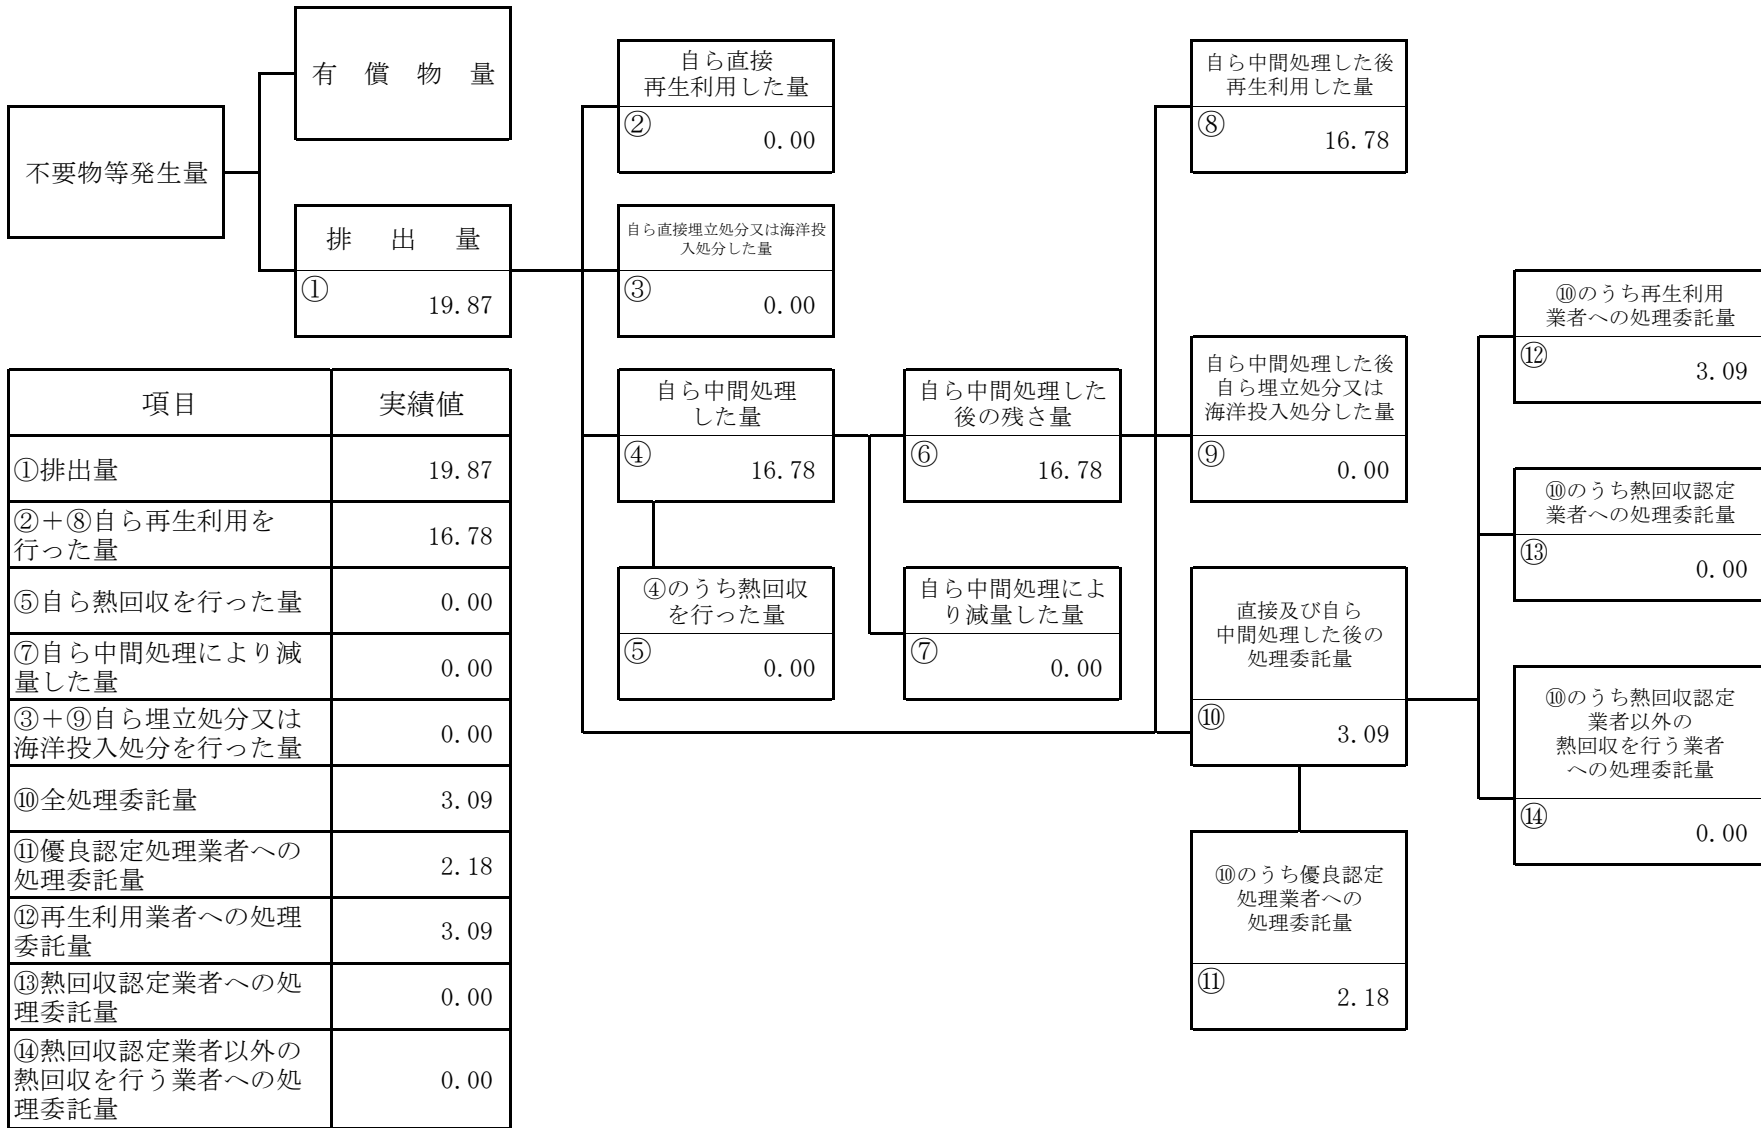 不要物等発生量
有　償　物　量
排　出　量
①
19.87
自ら直接
再生利用した量
②
0.00
自ら直接埋立処分又は海洋投
入処分した量
③
0.00
自ら中間処理
した量
④
16.78
④のうち熱回収
を行った量
⑤
0.00
自ら中間処理した
後の残さ量
⑥
16.78
自ら中間処理によ
り減量した量
⑦
0.00
自ら中間処理した後
再生利用した量
⑧
16.78
自ら中間処理した後
自ら埋立処分又は
海洋投入処分した量
⑨
0.00
直接及び自ら
中間処理した後の
処理委託量
⑩
3.09
⑩のうち優良認定
処理業者への
処理委託量
⑪
2.18
⑩のうち再生利用
業者への処理委託量
⑫
3.09
⑩のうち熱回収認定
業者への処理委託量
⑬
0.00
⑩のうち熱回収認定
業者以外の
熱回収を行う業者
への処理委託量
⑭
0.00
項目 実績値
①排出量 19.87
②＋⑧自ら再生利用を
行った量 16.78
⑤自ら熱回収を行った量 0.00
⑦自ら中間処理により減
量した量 0.00
③＋⑨自ら埋立処分又は
海洋投入処分を行った量 0.00
⑩全処理委託量 3.09
⑪優良認定処理業者への
処理委託量 2.18
⑫再生利用業者への処理
委託量 3.09
⑬熱回収認定業者への処
理委託量 0.00
⑭熱回収認定業者以外の
熱回収を行う業者への処
理委託量 0.00